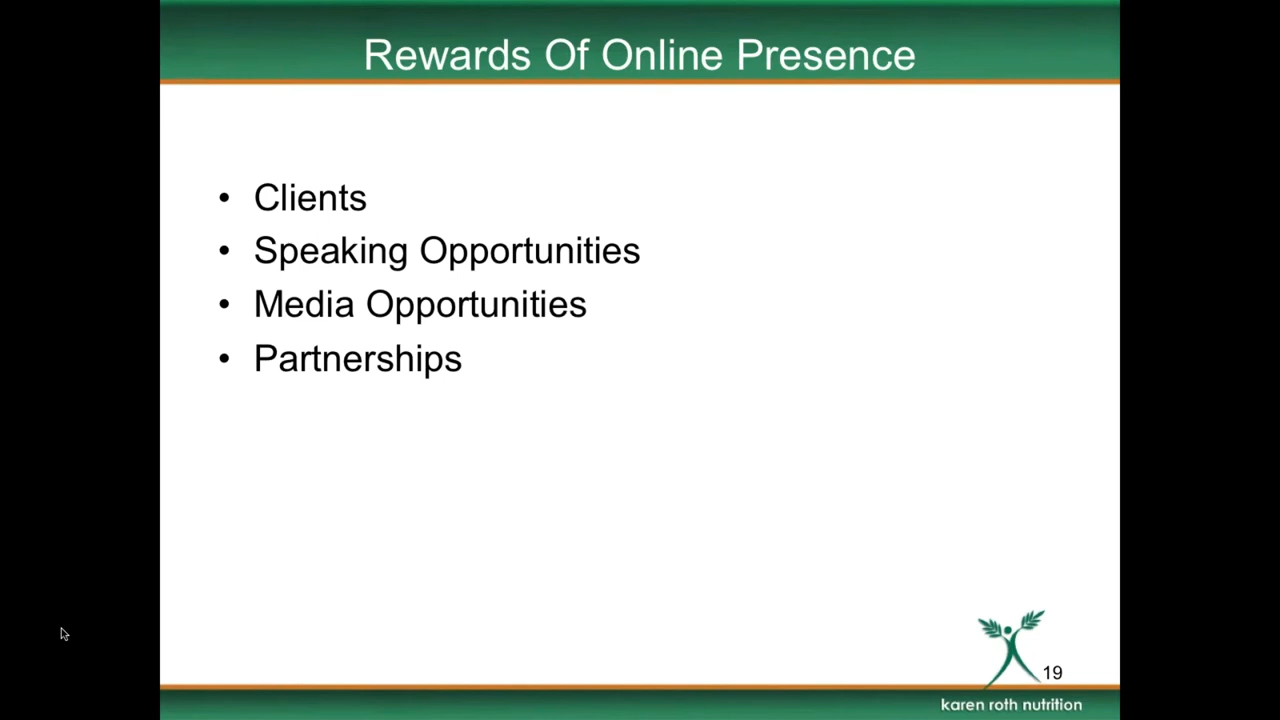 Rewards Of Online Presence
• Clients
• Speaking Opportunities
• Media Opportunities
• Partnerships
19
karen roth nutrition